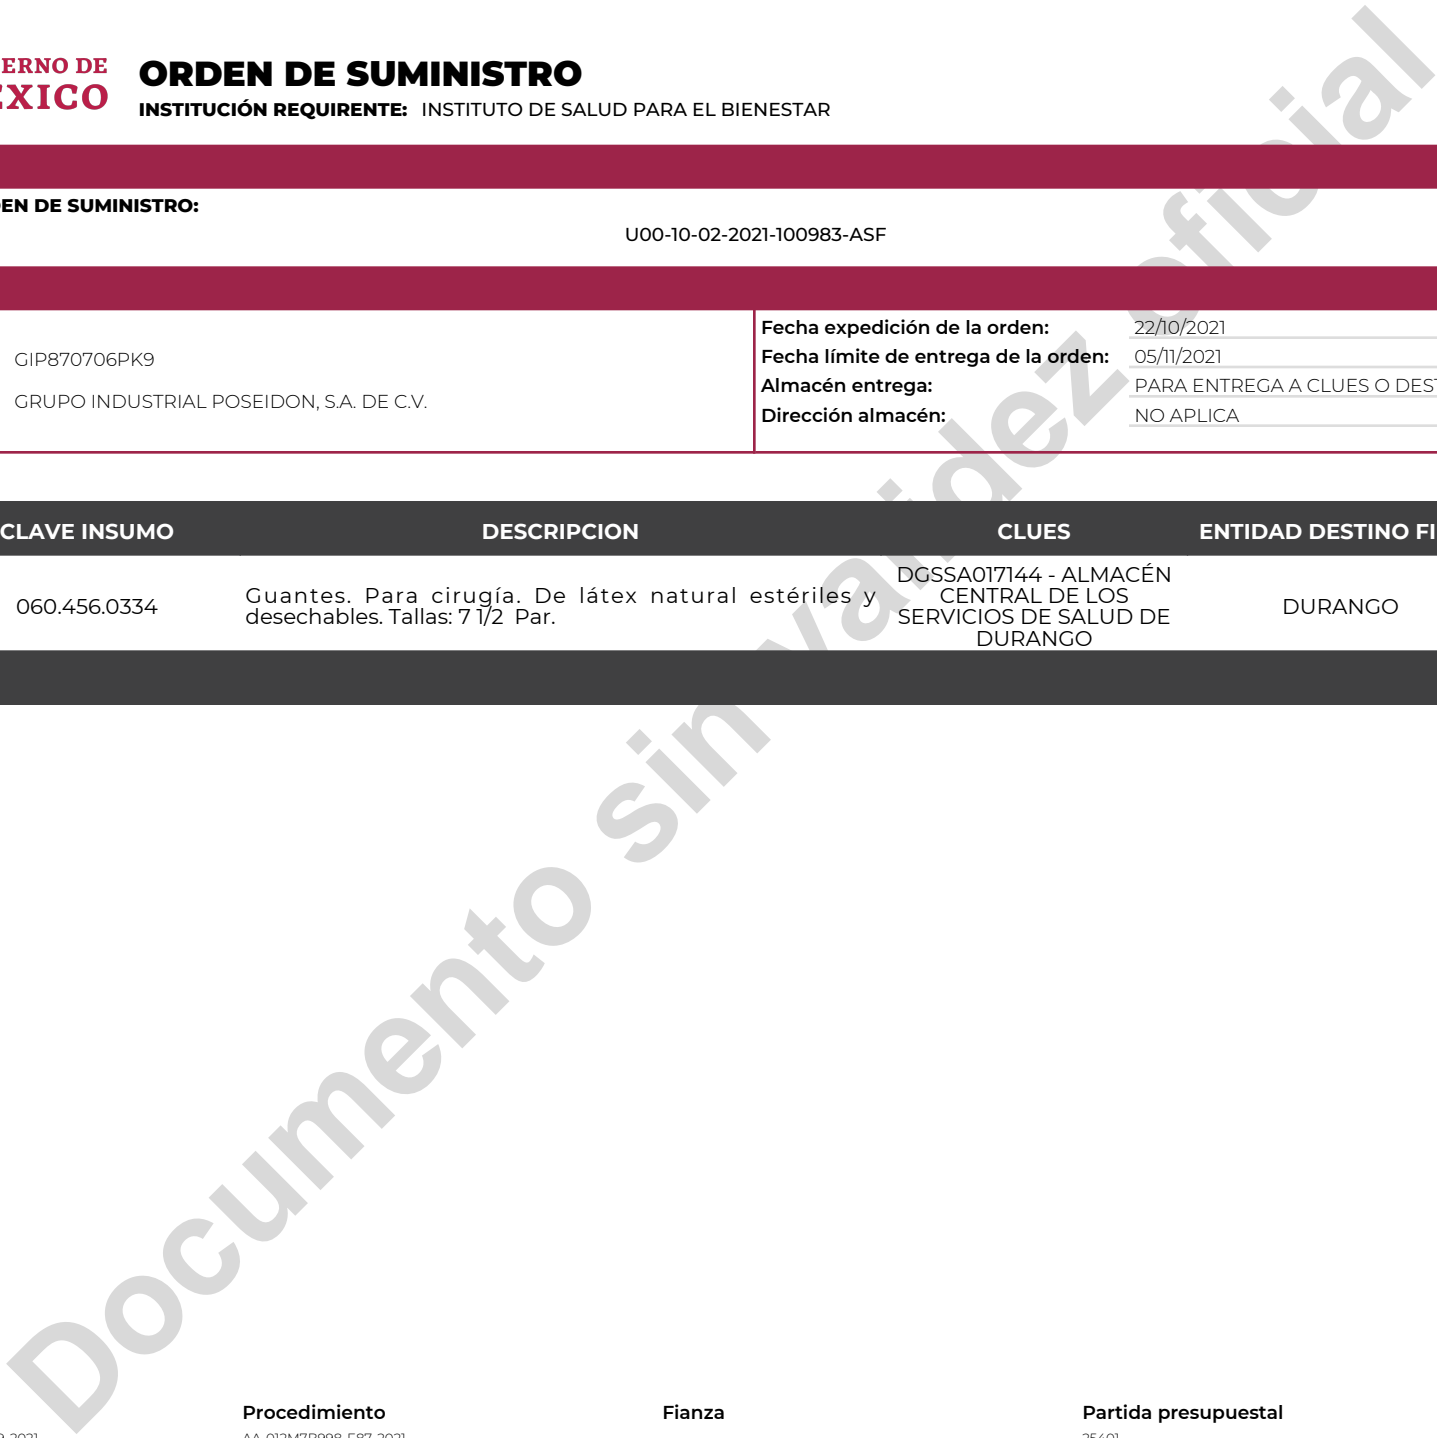 ERNO DE
ORDEN DE SUMINISTRO
XICO
INSTITUCIÓN REQUIRENTE: INSTITUTO DE SALUD PARA EL BIENESTAR
EN DE SUMINISTRO:
U00-10-02-2021-100983-ASF
Fecha expedición de la orden: 22/10/2021
GIP870706PK9
Fecha límite de entrega de la orden: 05/11/2021
Almacén entrega: PARA ENTREGA A CLUES O DEST
GRUPO INDUSTRIAL POSEIDON, S.A. DE C.V.
Dirección almacén: NO APLICA
CLAVE INSUMO DESCRIPCION CLUES ENTIDAD DESTINO FI
060.456.0334
Guantes. Para cirugía. De látex natural estériles y
desechables. Tallas: 7 1/2 Par.
DGSSA017144 - ALMACÉN
CENTRAL DE LOS
SERVICIOS DE SALUD DE
DURANGO
DURANGO
Documento sin validez oficial
Procedimiento Fianza Partida presupuestal